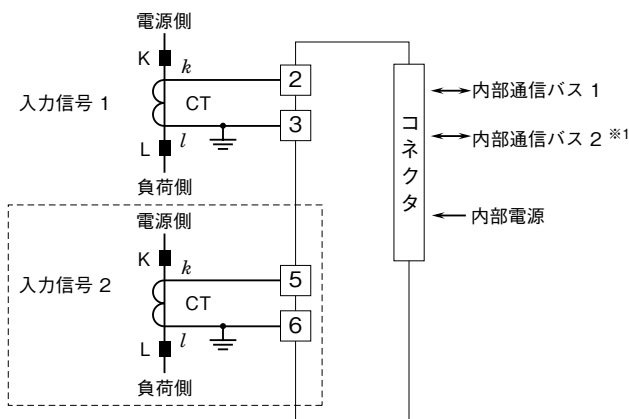 電源側
K
k
2
入力信号 1
CT
3
L
l
負荷側
コネクタ
内部通信バス 1
内部通信バス 2 ※1
内部電源
電源側
K
k
5
入力信号 2
CT
6
L
l
負荷側